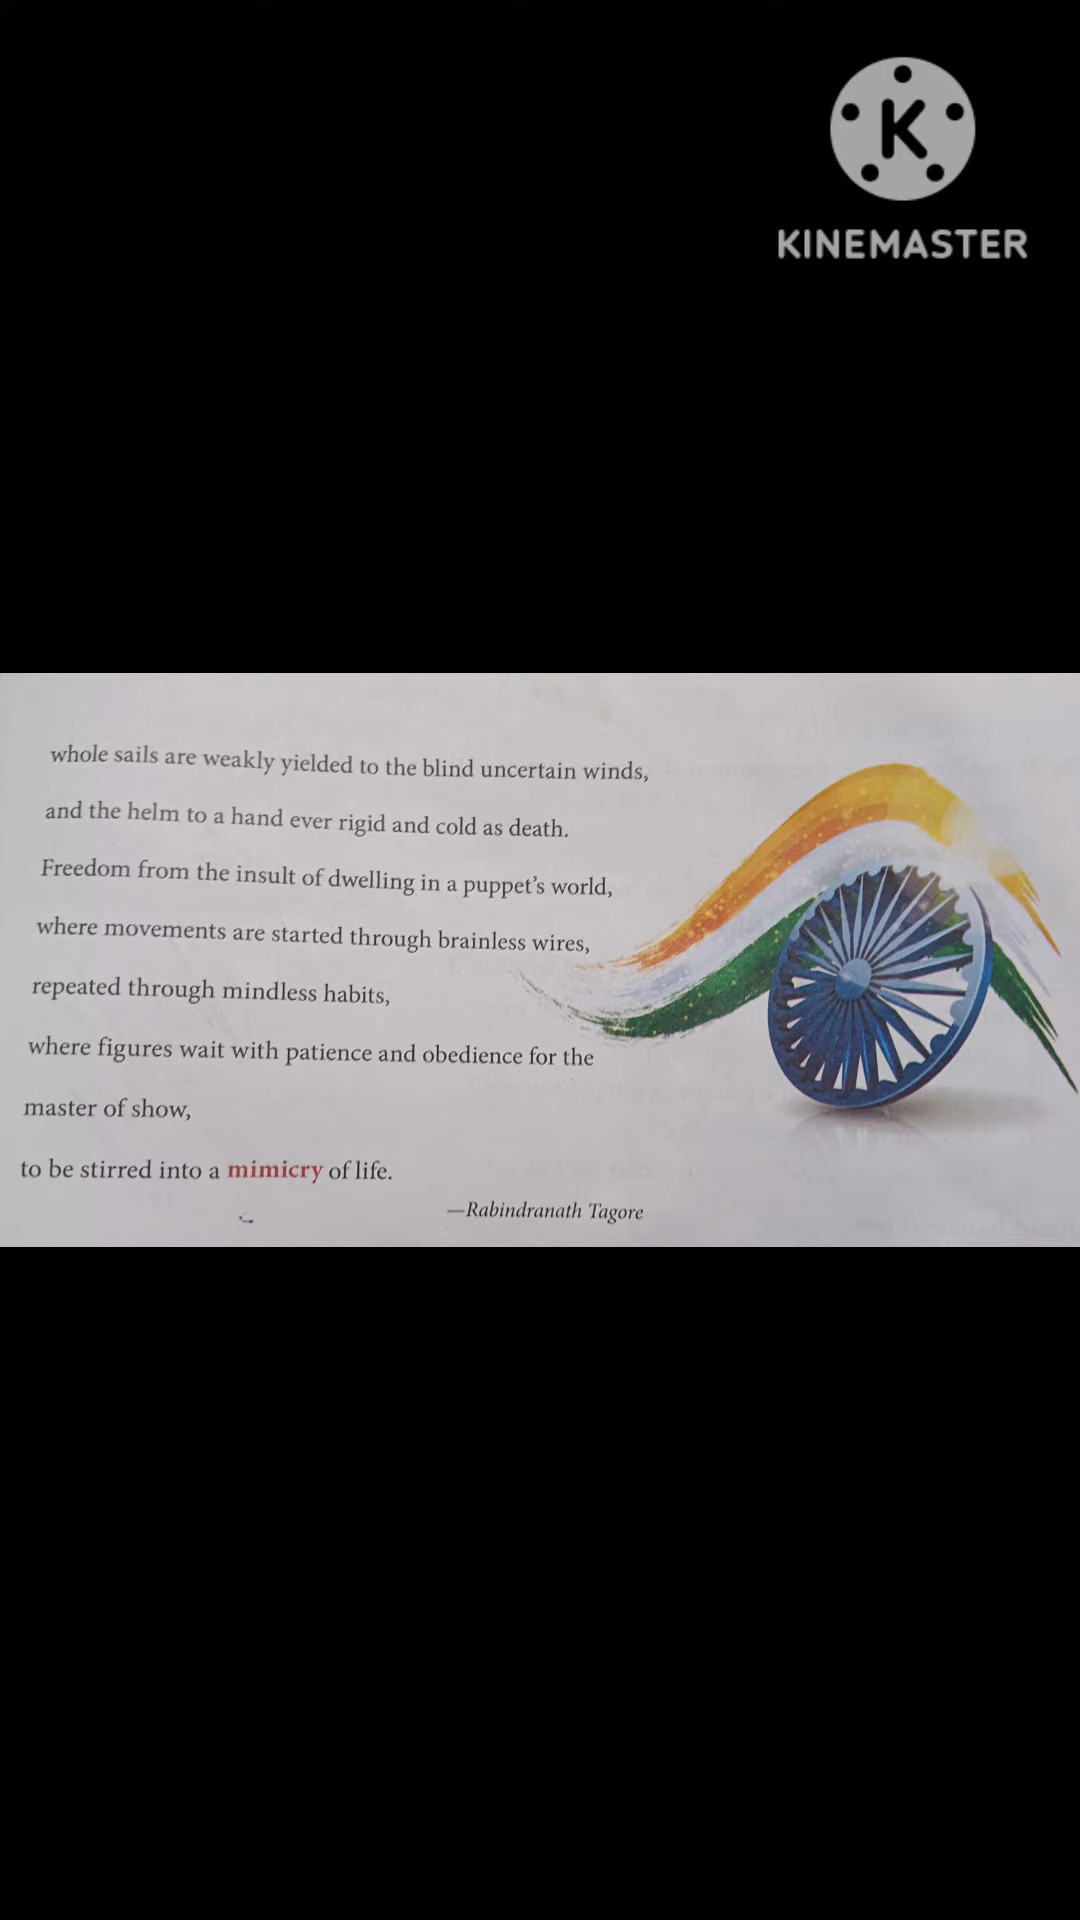 KINEMASTER
whole sails are weakly yielded to the blind uncertain winds,
and the helm to a hand ever rigid and cold as death.
Freedom from the insult of dwelling in a puppet's world,
where movements are started through brainless wires,
repeated through mindless habits,
where figures wait with patience and obedience for the
master of show,
to be stirred into a mimicry of life.
—Rabindranath Tagore